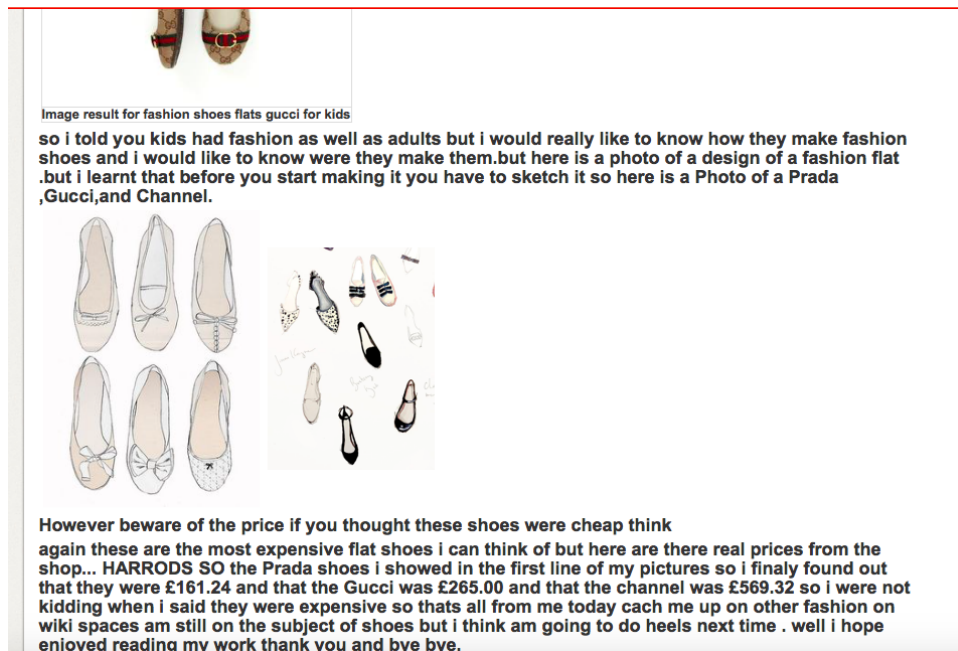 Image result for fashion shoes flats gucci for kids
so i told you kids had fashion as well as adults but i would really like to know how they make fashion
shoes and i would like to know were they make them.but here is a photo of a design of a fashion flat
.but i learnt that before you start making it you have to sketch it so here is a Photo of a Prada
,Gucci,and Channel.
However beware of the price if you thought these shoes were cheap think
again these are the most expensive flat shoes i can think of but here are there real prices from the
shop... HARRODS SO the Prada shoes i showed in the first line of my pictures so i finaly found out
that they were £161.24 and that the Gucci was £265.00 and that the channel was £569.32 so i were not
kidding when i said they were expensive so thats all from me today cach me up on other fashion on
wiki spaces am still on the subject of shoes but i think am going to do heels next time . well i hope
enjoyed reading my work thank you and bye bye.